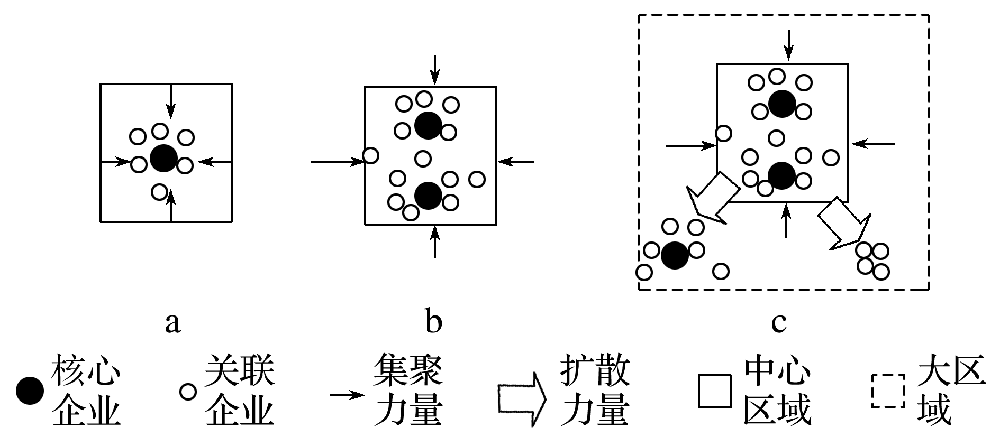 a b c
核心 关联 集聚 扩散 中心 大区
企业 企业 力量 力量 区域 域